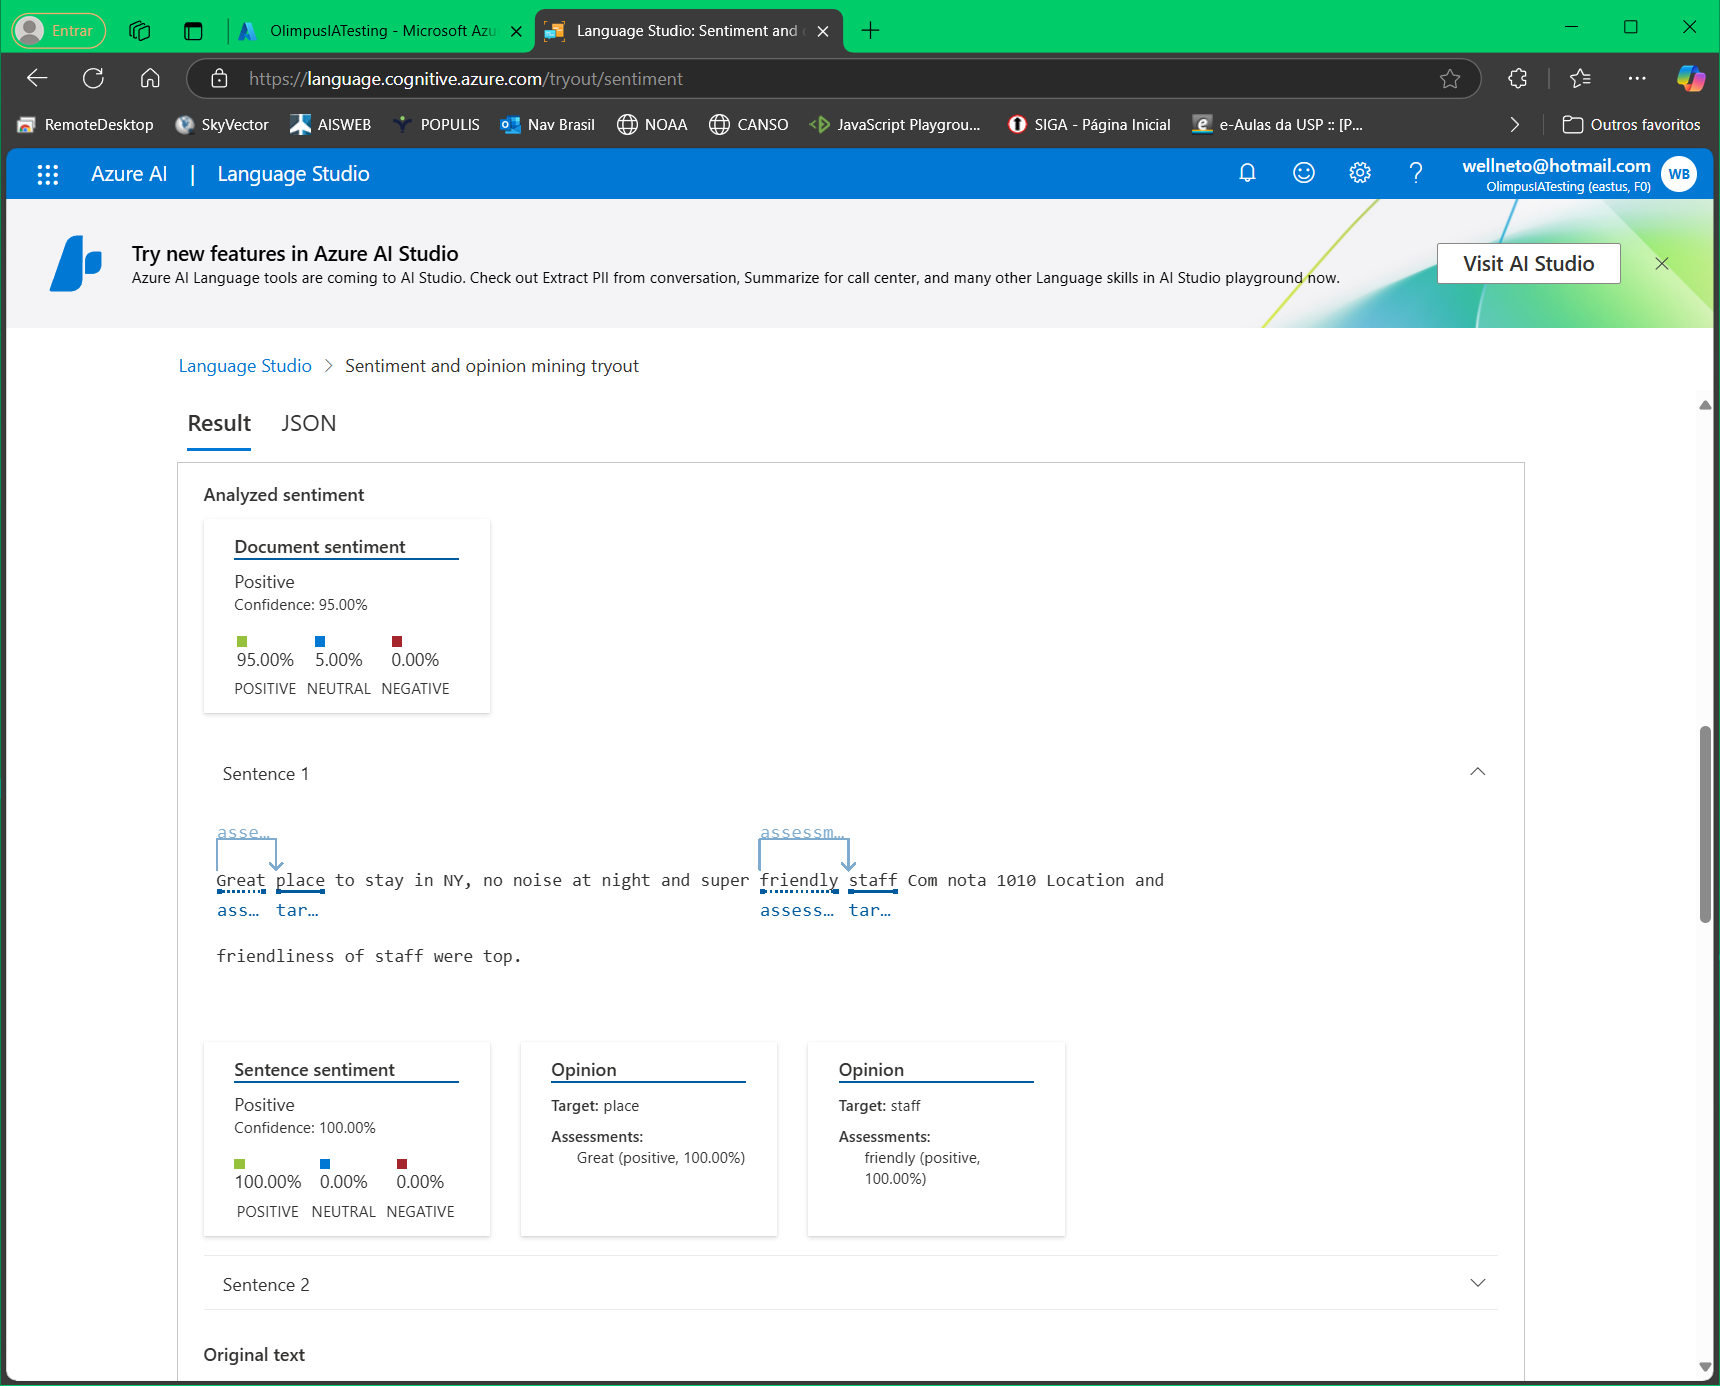 Entrar
OlimpusIATesting - Microsoft Azu
Language Studio: Sentiment and
https://language.cognitive.azure.com/tryout/sentiment
RemoteDesktop SkyVector AISWEB POPULIS Nav Brasil NOAA CANSO JavaScript Playgrou... SIGA - Página Inicial e-Aulas da USP :: [P... Outros favoritos
Azure AI | Language Studio
wellneto@hotmail.com
OlimpusIATesting (eastus, F0)
WB
Try new features in Azure AI Studio
Azure AI Language tools are coming to AI Studio. Check out Extract PII from conversation, Summarize for call center, and many other Language skills in AI Studio playground now.
Visit AI Studio
Language Studio > Sentiment and opinion mining tryout
Result JSON
Analyzed sentiment
Document sentiment
Positive
Confidence: 95.00%
95.00% 5.00% 0.00%
POSITIVE NEUTRAL NEGATIVE
Sentence 1
asse... assessm...
Great place to stay in NY, no noise at night and super friendly staff Com nota 1010 Location and
ass... tar... assess... tar...
friendliness of staff were top.
Sentence sentiment
Positive
Confidence: 100.00%
100.00% 0.00% 0.00%
POSITIVE NEUTRAL NEGATIVE
Opinion
Target: place
Assessments:
Great (positive, 100.00%)
Opinion
Target: staff
Assessments:
friendly (positive,
100.00%)
Sentence 2
Original text